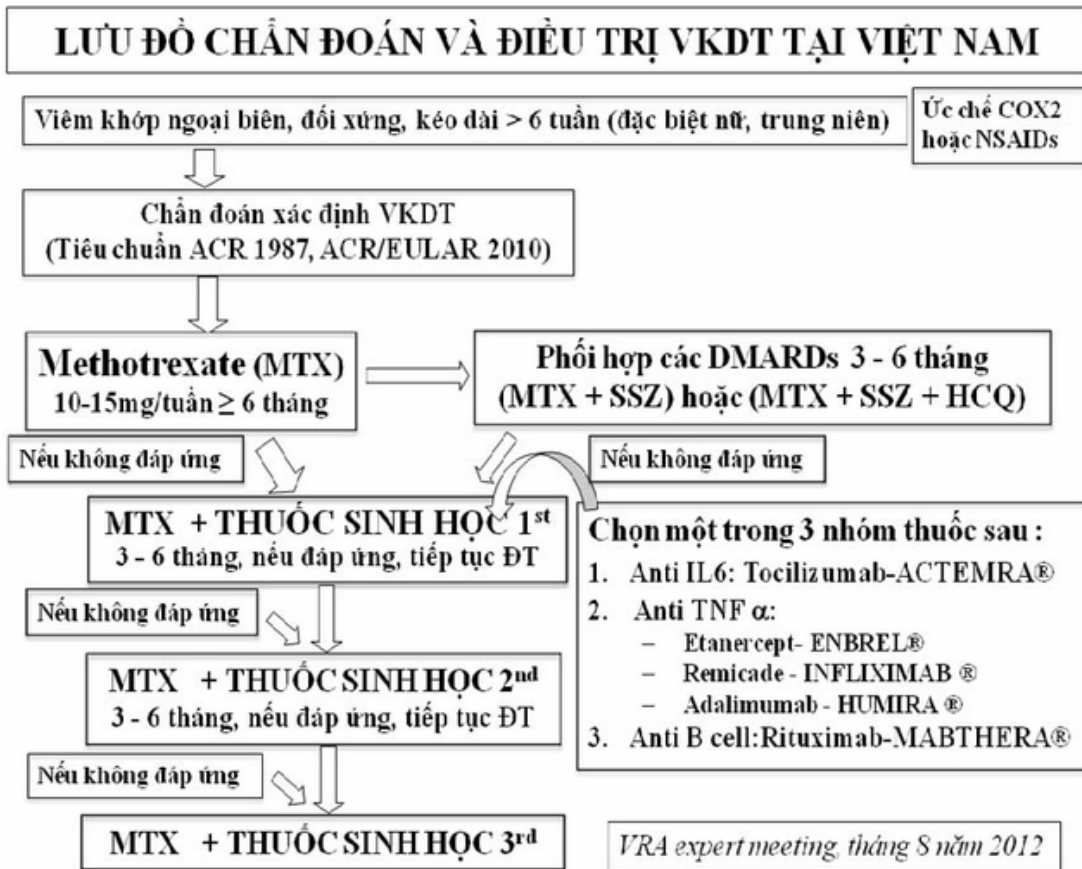 LƯU ĐỒ CHẨN ĐOÁN VÀ ĐIỀU TRỊ VKDT TẠI VIỆT NAM
Viêm khớp ngoại biên, đối xứng, kéo dài > 6 tuần (đặc biệt nữ, trung niên)
Ức chế COX2
hoặc NSAIDs
Chẩn đoán xác định VKDT
(Tiêu chuẩn ACR 1987, ACR/EULAR 2010)
Methotrexate (MTX)
10-15mg/tuần ≥ 6 tháng
Phối hợp các DMARDs 3 - 6 tháng
(MTX + SSZ) hoặc (MTX + SSZ + HCQ)
Nếu không đáp ứng
Nếu không đáp ứng
MTX + THUỐC SINH HỌC 1st
3 - 6 tháng, nếu đáp ứng, tiếp tục ĐT
Chọn một trong 3 nhóm thuốc sau :
1. Anti IL6: Tocilizumab-ACTEMRA®
2. Anti TNF α:
– Etanercept- ENBREL®
– Remicade - INFLIXIMAB ®
– Adalimumab - HUMIRA ®
3. Anti B cell:Rituximab-MABTHERA®
Nếu không đáp ứng
MTX + THUỐC SINH HỌC 2nd
3 - 6 tháng, nếu đáp ứng, tiếp tục ĐT
Nếu không đáp ứng
MTX + THUỐC SINH HỌC 3rd
VRA expert meeting, tháng 8 năm 2012